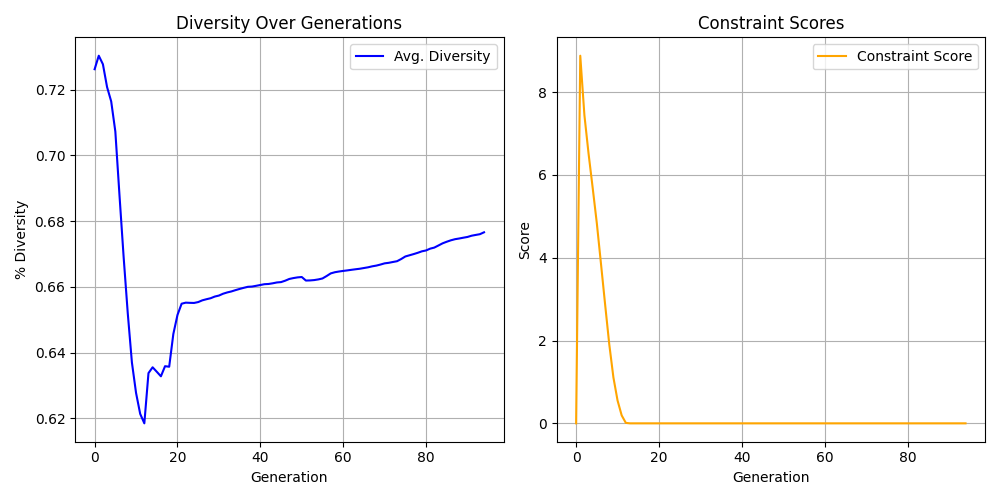 Diversity Over Generations
Avg. Diversity
% Diversity
0.72
0.70
0.68
0.66
0.64
0.62
0 20 40 60 80
Generation
Constraint Scores
Constraint Score
Score
8
6
4
2
0
0 20 40 60 80
Generation